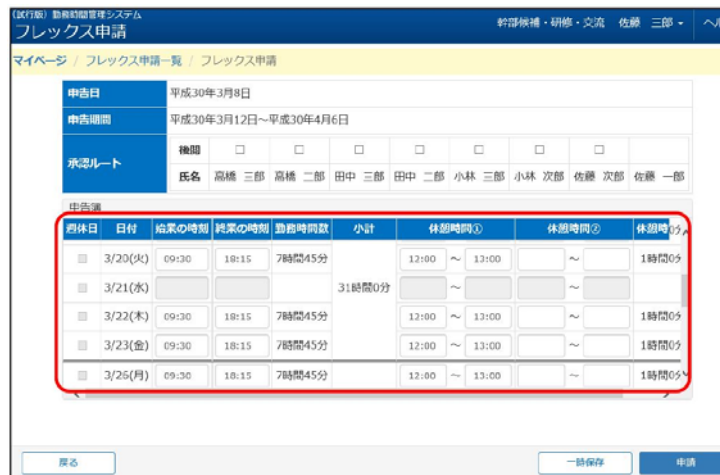 (試行版) 勤務時間管理システム
フレックス申請
幹部候補・研修・交流 佐藤 三郎
マイページ / フレックス申請一覧 / フレックス申請
申告日 平成30年3月8日
申告期間 平成30年3月12日～平成30年4月6日
承認ルート
後閲
氏名 高橋 三郎 高橋 二郎 田中 三郎 田中 二郎 小林 三郎 小林 次郎 佐藤 次郎 佐藤 一郎
申告簿
週休日 日付 始業の時刻 終業の時刻 勤務時間数 小計 休憩時間① 休憩時間② 休憩時
3/20(火) 09:30 18:15 7時間45分 12:00 ～ 13:00 ～ 1時間0分
3/21(水) 31時間0分 ～ ～
3/22(木) 09:30 18:15 7時間45分 12:00 ～ 13:00 ～ 1時間0分
3/23(金) 09:30 18:15 7時間45分 12:00 ～ 13:00 ～ 1時間0分
3/26(月) 09:30 18:15 7時間45分 12:00 ～ 13:00 ～ 1時間0分
戻る 一時保存 申請